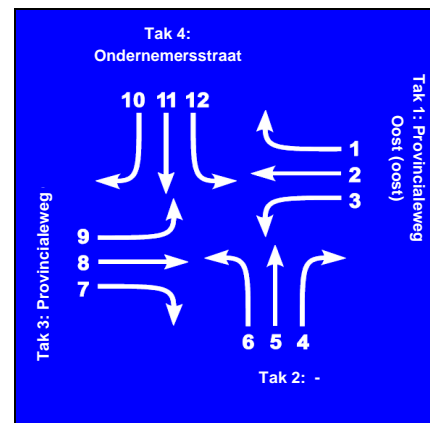 Tak 4:
Ondernemersstraat
10 11 12
Tak 1: Provincialeweg
Oost (oost)
1
2
3
9
8
7
Tak 3: Provincialeweg
6 5 4
Tak 2: -